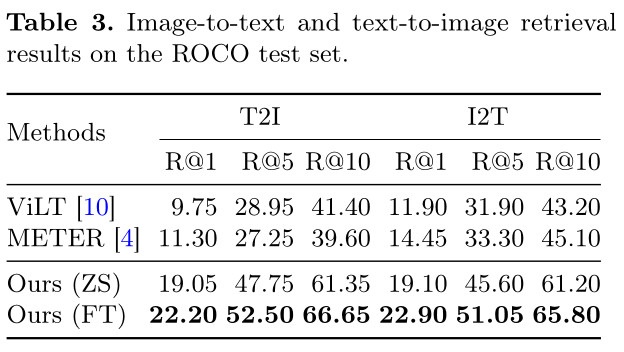 Table 3. Image-to-text and text-to-image retrieval
results on the ROCO test set.
Methods T2I I2T
R@1 R@5 R@10 R@1 R@5 R@10
ViLT [10] 9.75 28.95 41.40 11.90 31.90 43.20
METER [4] 11.30 27.25 39.60 14.45 33.30 45.10
Ours (ZS) 19.05 47.75 61.35 19.10 45.60 61.20
Ours (FT) 22.20 52.50 66.65 22.90 51.05 65.80